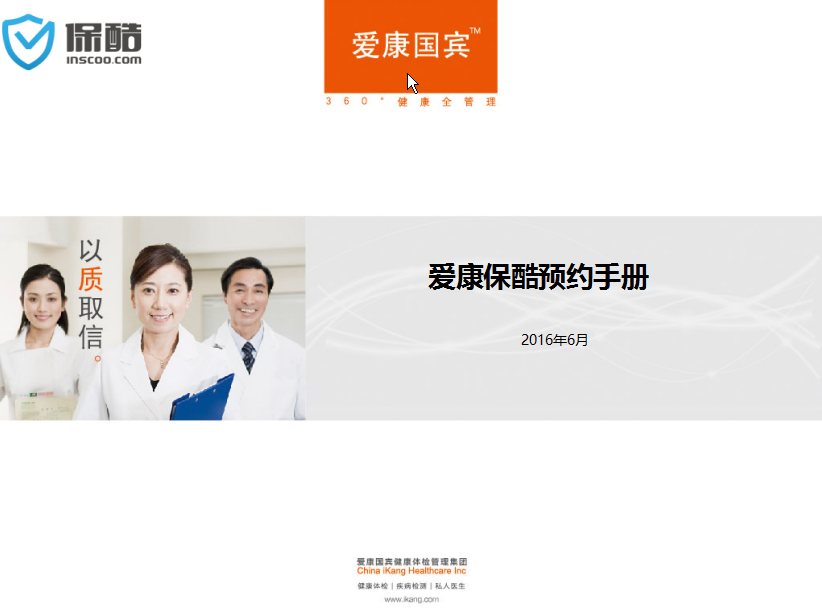 保酷
inscoo.com
爱康国宾™
360°健康全管理
以质取信。
爱康保酷预约手册
2016年6月
爱康国宾健康体检管理集团
China iKang Healthcare Inc
健康体检 | 疾病检测 | 私人医生
www.ikang.com